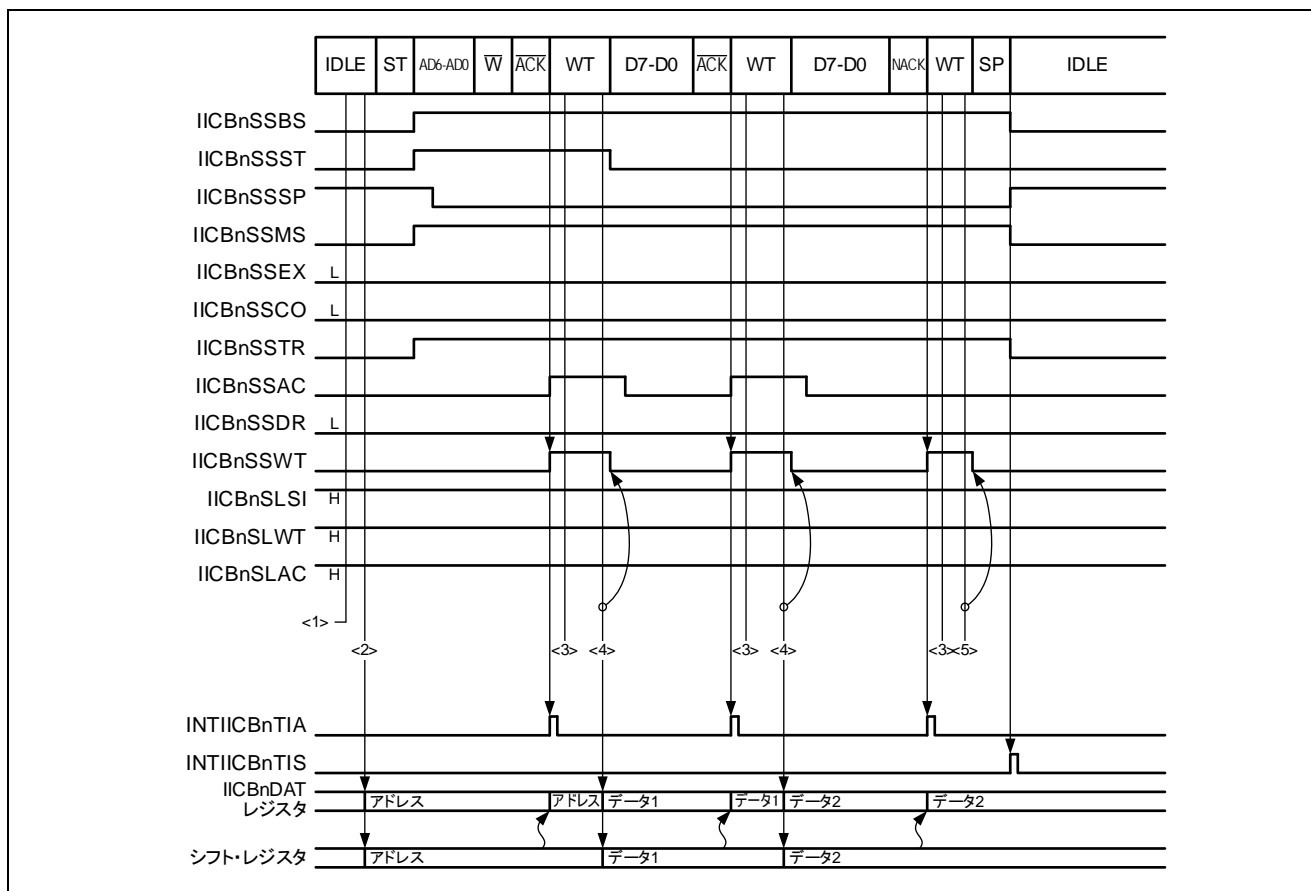 IDLE ST AD6-AD0 W ACK WT D7-D0 ACK WT D7-D0 NACK WT SP IDLE
IICBnSSBS
IICBnSSST
IICBnSSSP
IICBnSSMS
IICBnSSEX L
IICBnSSCO L
IICBnSSTR
IICBnSSAC
IICBnSSDR L
IICBnSSWT
IICBnSLSI H
IICBnSLWT H
IICBnSLAC H
<1>
<2> <3> <4> <3> <4> <3> <5>
INTIICBnTIA
INTIICBnTIS
IICBnDAT
レジスタ アドレス アドレス データ1 データ1 データ2 データ2
シフト・レジスタ アドレス データ1 データ2